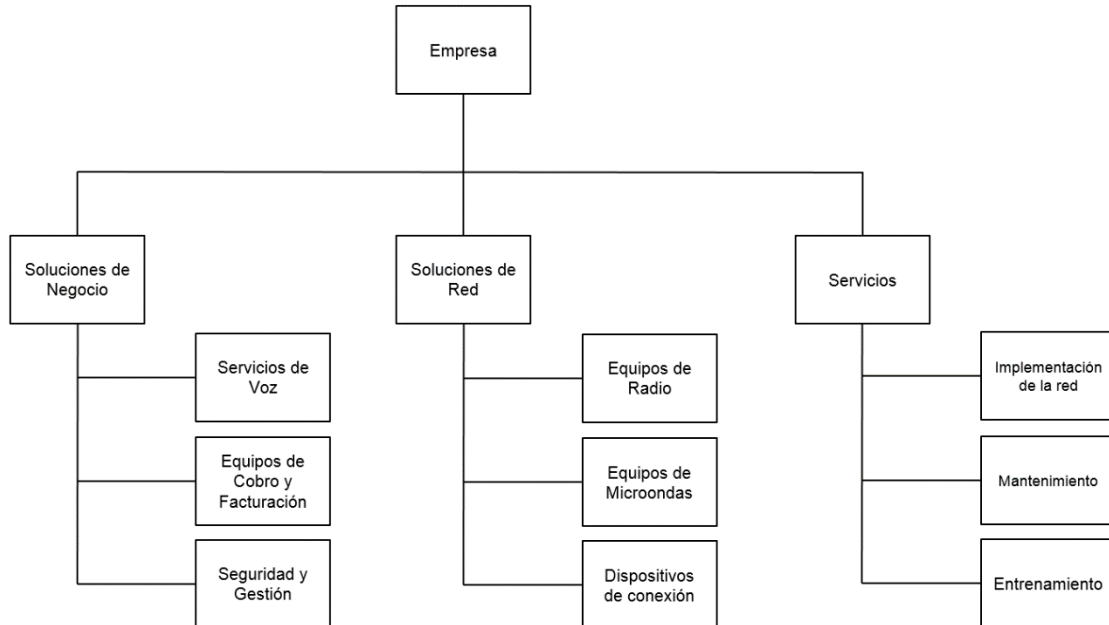 Empresa
Soluciones de
Negocio
Soluciones de
Red
Servicios
Servicios de
Voz
Equipos de
Cobro y
Facturación
Seguridad y
Gestión
Equipos de
Radio
Equipos de
Microondas
Dispositivos
de conexión
Implementación
de la red
Mantenimiento
Entrenamiento